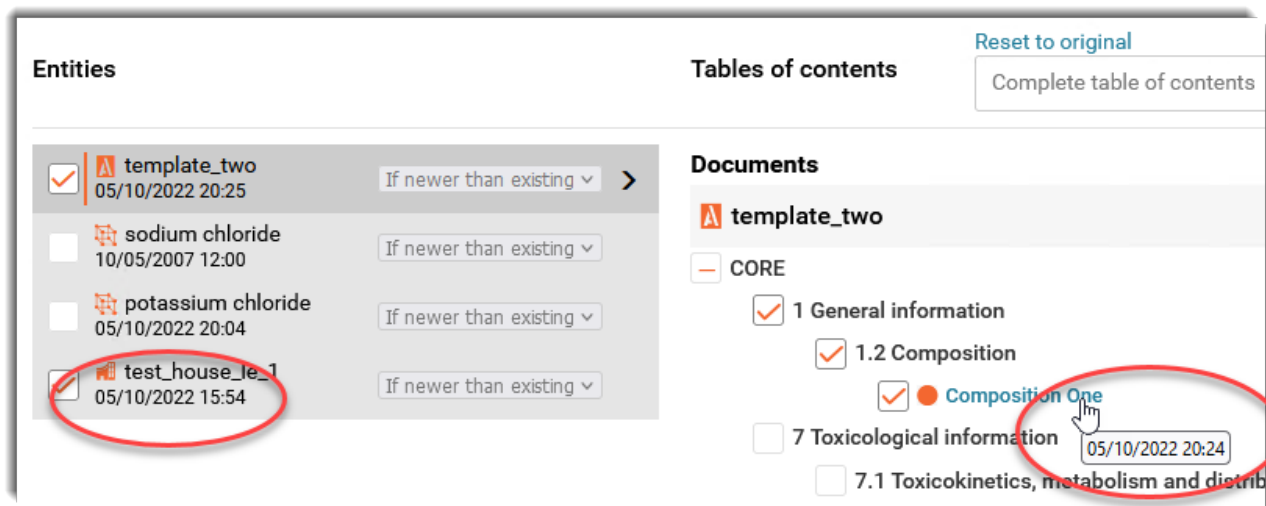 Entities
Tables of contents
Reset to original
Complete table of contents
template_two
05/10/2022 20:25
If newer than existing
sodium chloride
10/05/2007 12:00
If newer than existing
potassium chloride
05/10/2022 20:04
If newer than existing
test_house_le_1
05/10/2022 15:54
If newer than existing
Documents
template_two
CORE
1 General information
1.2 Composition
Composition One
7 Toxicological information
05/10/2022 20:24
7.1 Toxicokinetics, metabolism and distrib